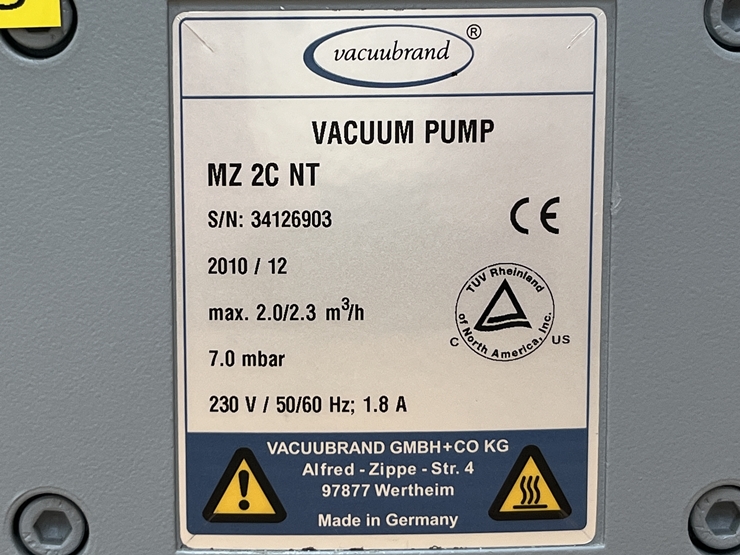 vacuubrand ®
VACUUM PUMP
MZ 2C NT
S/N: 34126903
CE
2010 / 12
TÜV Rheinland
of North America, Inc.
C US
max. 2.0/2.3 m³/h
7.0 mbar
230 V / 50/60 Hz; 1.8 A
VACUUBRAND GMBH+CO KG
Alfred - Zippe - Str. 4
97877 Wertheim
Made in Germany